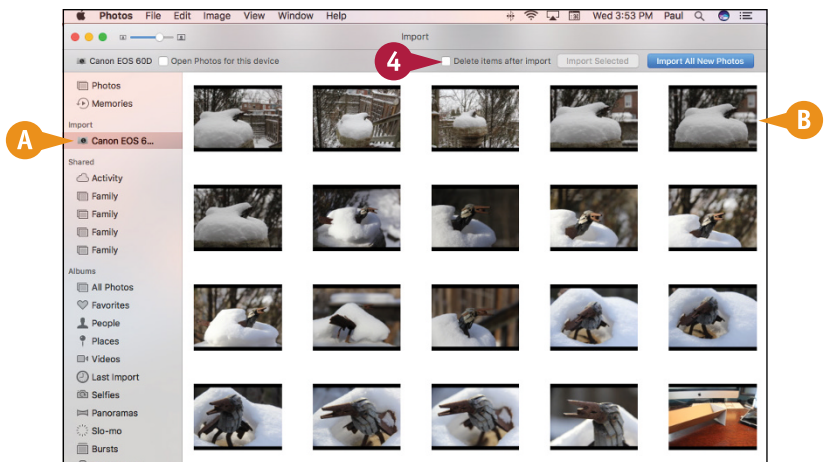 Photos File Edit Image View Window Help Wed 3:53 PM Paul
Import
Canon EOS 60D Open Photos for this device 4 Delete items after import Import Selected Import All New Photos
Photos
Memories
Import
A Canon EOS 6...
B
Shared
Activity
Family
Family
Family
Family
Albums
All Photos
Favorites
People
Places
Videos
Last Import
Selfies
Panoramas
Slo-mo
Bursts